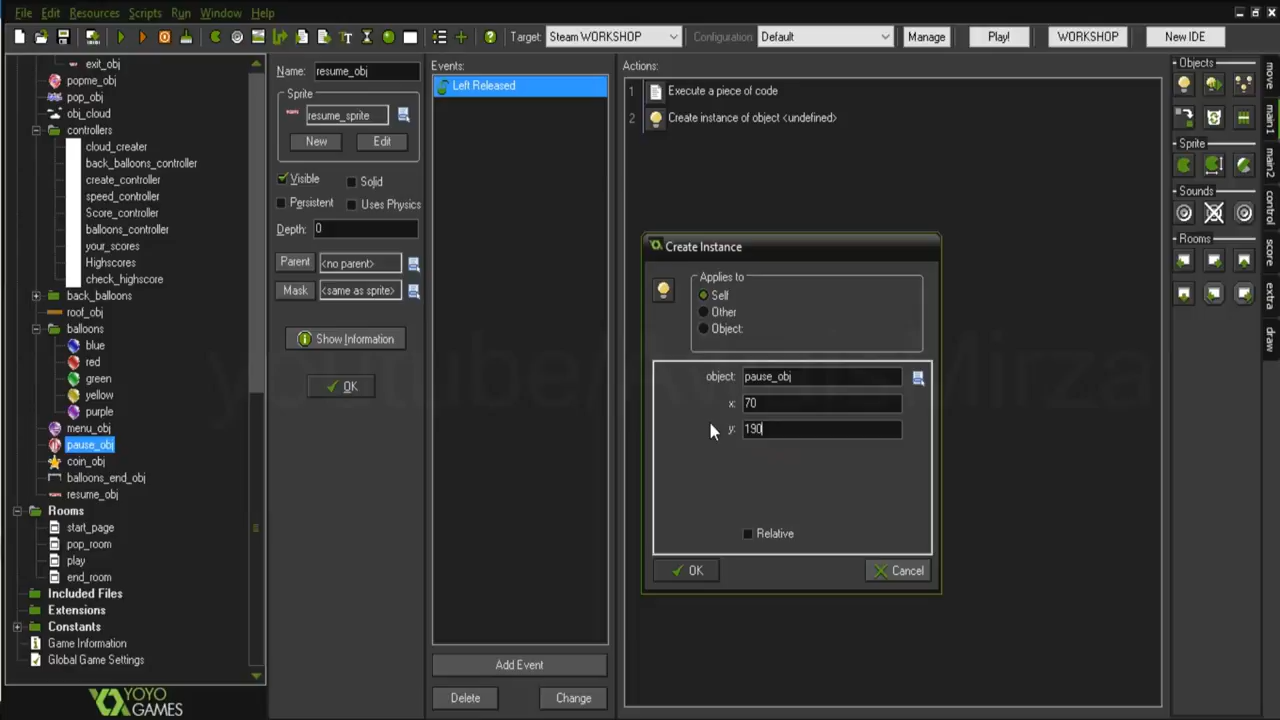 File Edit Resources Scripts Run Window Help
Target: Steam WORKSHOP Configuration: Default Manage Play! WORKSHOP New IDE
exit_obj
popme_obj
pop_obj
obj_cloud
controllers
cloud_creater
back_balloons_controller
create_controller
speed_controller
Score_controller
balloons_controller
your_scores
Highscores
check_highscore
back_balloons
roof_obj
balloons
blue
red
green
yellow
purple
menu_obj
pause_obj
coin_obj
balloons_end_obj
resume_obj
Rooms
start_page
pop_room
play
end_room
Included Files
Extensions
Constants
Game Information
Global Game Settings
YOYO
GAMES
Name: resume_obj
Sprite
resume_sprite
New Edit
Visible Solid
Persistent Uses Physics
Depth: 0
Parent <no parent>
Mask <same as sprite>
Show Information
OK
Events:
Left Released
Add Event
Delete Change
Actions:
1 Execute a piece of code
2 Create instance of object <undefined>
Create Instance
Applies to
Self
Other
Object:
object: pause_obj
x: 70
y: 190
Relative
OK Cancel
Objects
Sprite
Sounds
Rooms
move
main1
main2
control
score
extra
draw